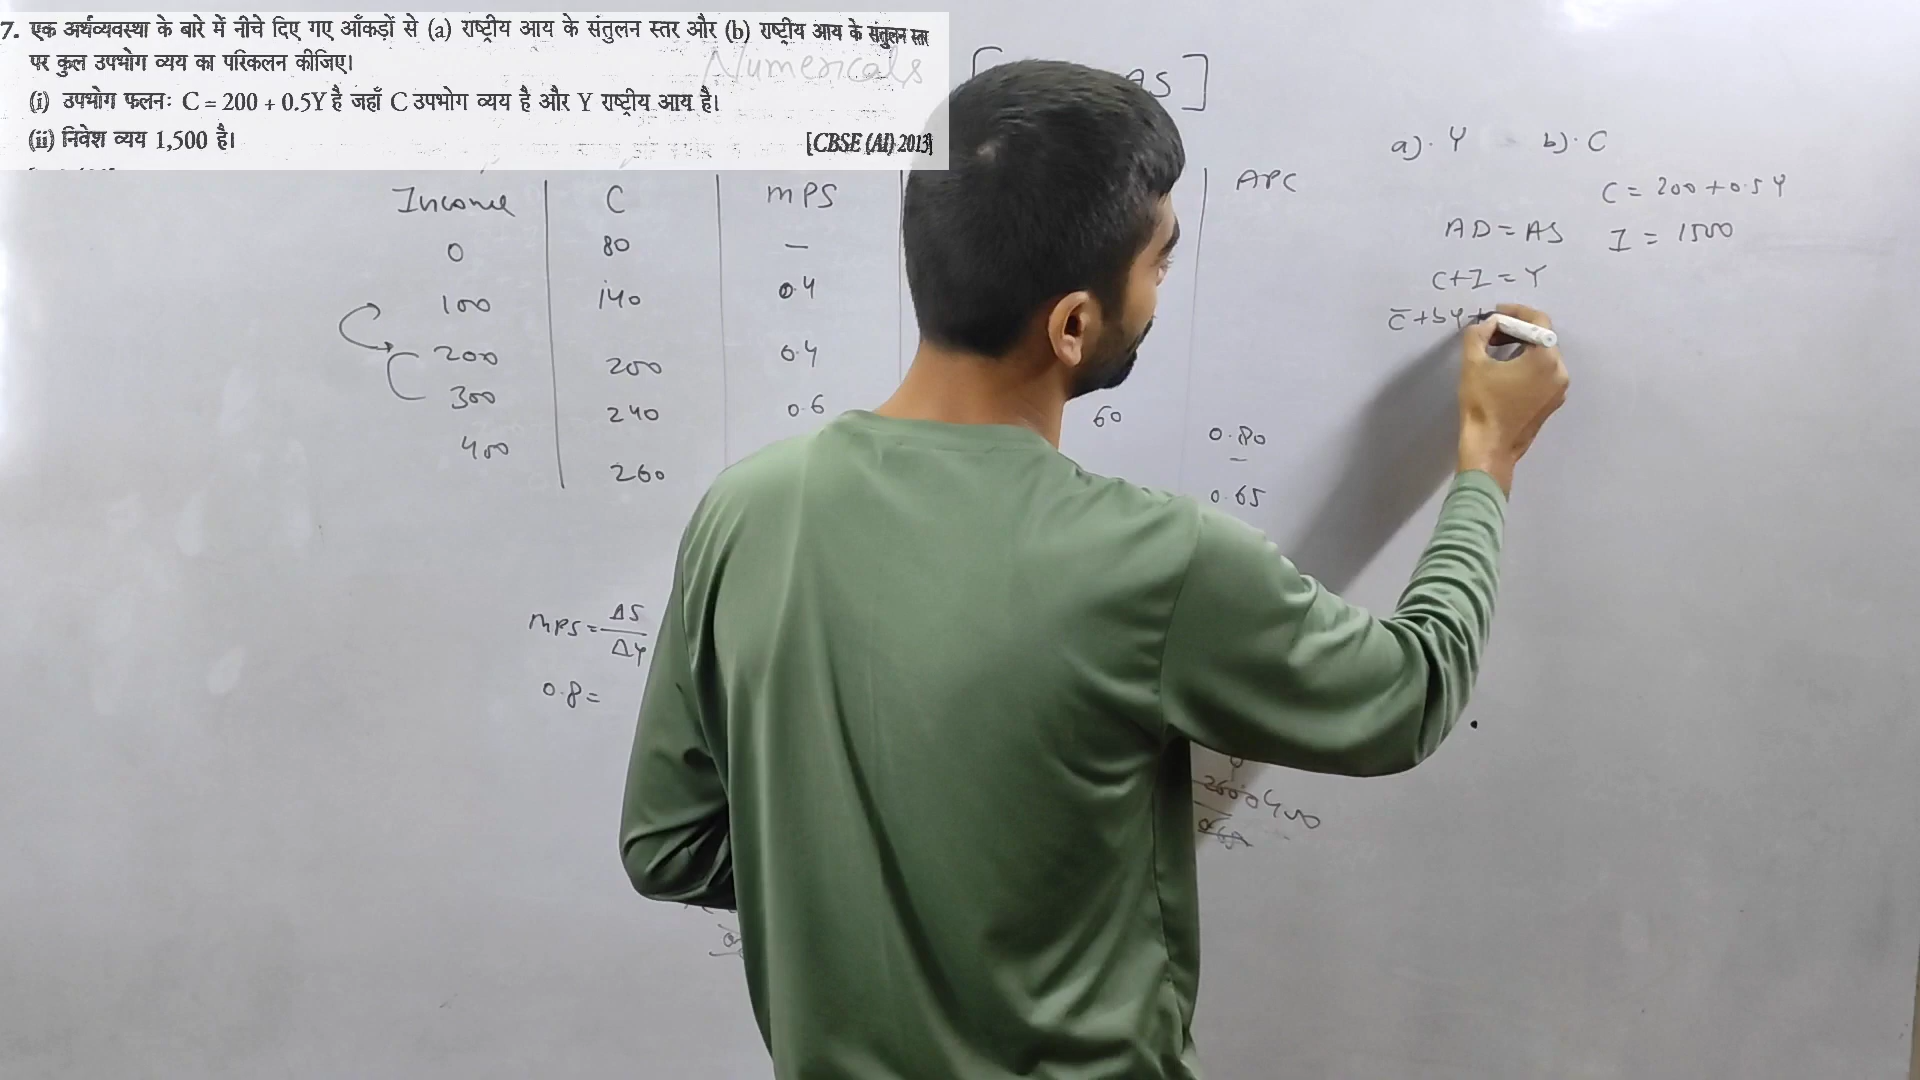 7. एक अर्थव्यवस्था के बारे में नीचे दिए गए आँकड़ों से (a) राष्ट्रीय आय के संतुलन स्तर और (b) राष्ट्रीय आय के संतुलन स्तर
पर कुल उपभोग व्यय का परिकलन कीजिए।
Numericals
(i) उपभोग फलनः C = 200 + 0.5Y है जहाँ C उपभोग व्यय है और Y राष्ट्रीय आय है।
(ii) निवेश व्यय 1,500 है।
[CBSE (AI) 2013]
AS]
Income C MPS APC
0 80 —
100 140 0.4
200 200 0.4
300 240 0.6 60 0.80
400 260 0.65
MPS = ΔS/ΔY
0.8 =
a). Y b). C
C = 200 + 0.5Y
AD = AS I = 1500
C+I = Y
C̅ + bY +